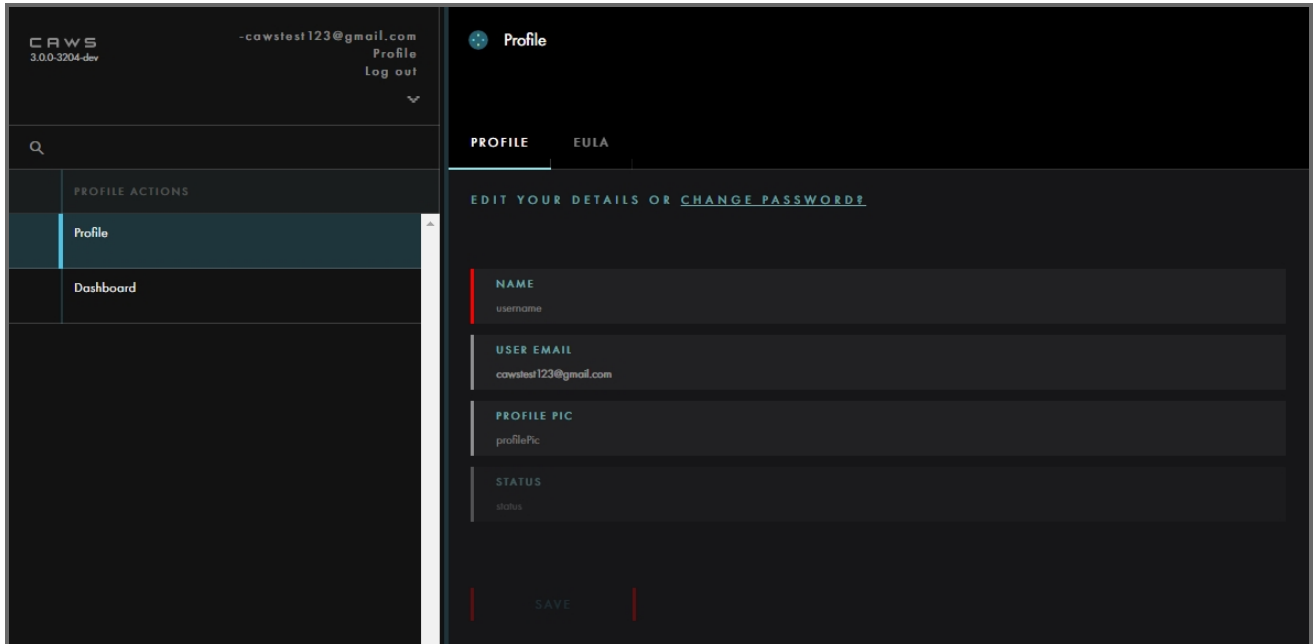 CAWS
3.0.0-3204-dev
-cawstest123@gmail.com
Profile
Log out
PROFILE ACTIONS
Profile
Dashboard
Profile
PROFILE EULA
EDIT YOUR DETAILS OR CHANGE PASSWORD?
NAME
username
USER EMAIL
cawstest123@gmail.com
PROFILE PIC
profilePic
STATUS
status
SAVE